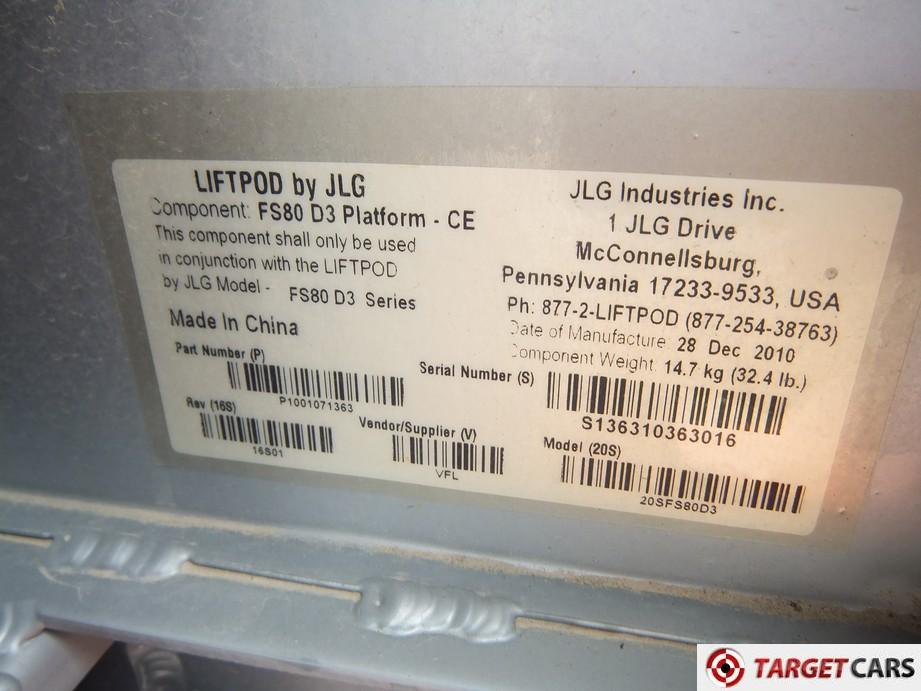 LIFTPOD by JLG
Component: FS80 D3 Platform - CE
This component shall only be used
in conjunction with the LIFTPOD
by JLG Model - FS80 D3 Series
Made In China
JLG Industries Inc.
1 JLG Drive
McConnellsburg,
Pennsylvania 17233-9533, USA
Ph: 877-2-LIFTPOD (877-254-38763)
Date of Manufacture: 28 Dec 2010
Component Weight: 14.7 kg (32.4 lb.)
Part Number (P)
P1001071363
Serial Number (S)
S136310363016
Rev (16S)
16S01
Vendor/Supplier (V)
VFL
Model (20S)
20SFS80D3
TARGETCARS